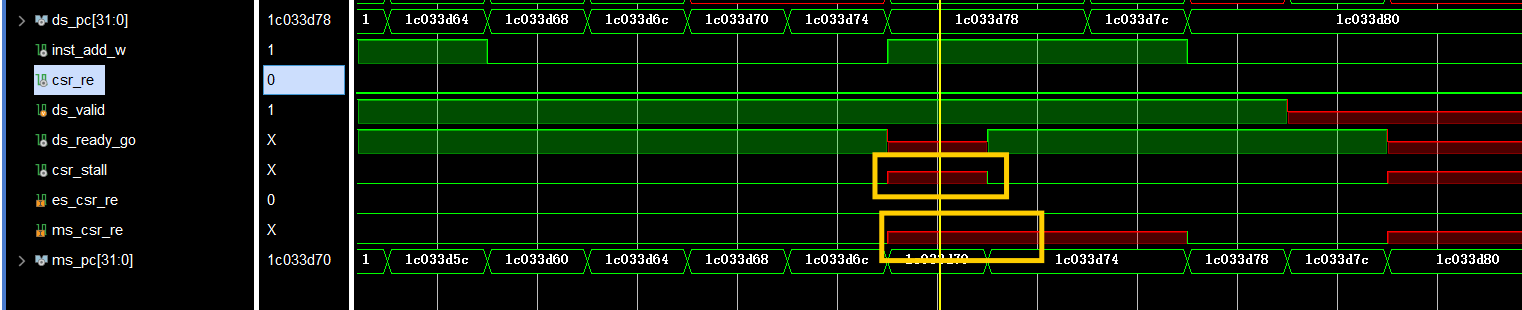 ds_pc[31:0] 1c033d78 1 1c033d64 1c033d68 1c033d6c 1c033d70 1c033d74 1c033d78 1c033d7c 1c033d80
inst_add_w 1
csr_re 0
ds_valid 1
ds_ready_go X
csr_stall X
es_csr_re 0
ms_csr_re X
ms_pc[31:0] 1c033d70 1 1c033d5c 1c033d60 1c033d64 1c033d68 1c033d6c 1c033d70 1c033d74 1c033d78 1c033d7c 1c033d80